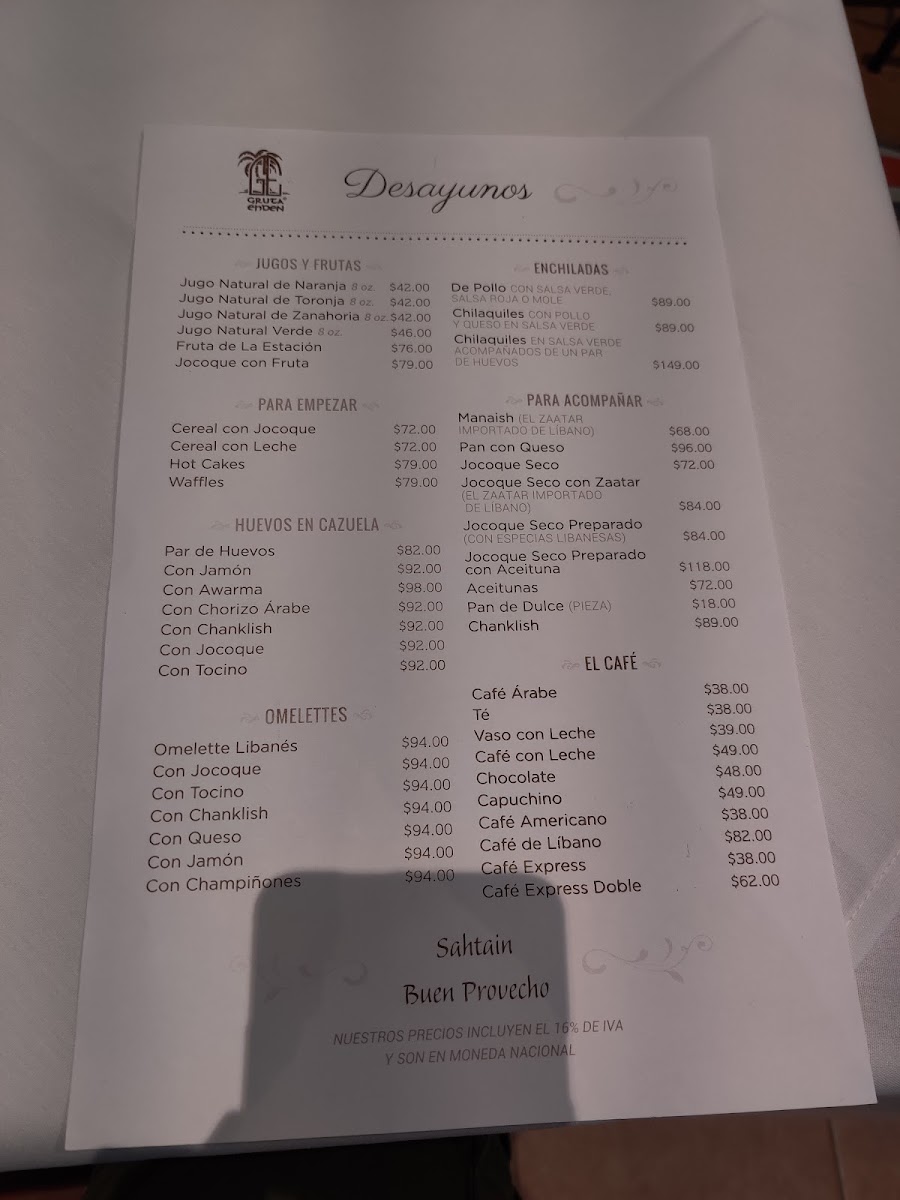 GRUTA
EHDEN
Desayunos
JUGOS Y FRUTAS
Jugo Natural de Naranja 8 oz. $42.00
Jugo Natural de Toronja 8 oz. $42.00
Jugo Natural de Zanahoria 8 oz. $42.00
Jugo Natural Verde 8 oz. $46.00
Fruta de La Estación $76.00
Jocoque con Fruta $79.00
PARA EMPEZAR
Cereal con Jocoque $72.00
Cereal con Leche $72.00
Hot Cakes $79.00
Waffles $79.00
HUEVOS EN CAZUELA
Par de Huevos $82.00
Con Jamón $92.00
Con Awarma $98.00
Con Chorizo Árabe $92.00
Con Chanklish $92.00
Con Jocoque $92.00
Con Tocino $92.00
OMELETTES
Omelette Libanés $94.00
Con Jocoque $94.00
Con Tocino $94.00
Con Chanklish $94.00
Con Queso $94.00
Con Jamón $94.00
Con Champiñones $94.00
ENCHILADAS
De Pollo CON SALSA VERDE,
SALSA ROJA O MOLE $89.00
Chilaquiles CON POLLO
Y QUESO EN SALSA VERDE $89.00
Chilaquiles EN SALSA VERDE
ACOMPAÑADOS DE UN PAR
DE HUEVOS $149.00
PARA ACOMPAÑAR
Manaish (EL ZAATAR
IMPORTADO DE LÍBANO) $68.00
Pan con Queso $96.00
Jocoque Seco $72.00
Jocoque Seco con Zaatar
(EL ZAATAR IMPORTADO
DE LÍBANO) $84.00
Jocoque Seco Preparado
(CON ESPECIAS LIBANESAS) $84.00
Jocoque Seco Preparado
con Aceituna $118.00
Aceitunas $72.00
Pan de Dulce (PIEZA) $18.00
Chanklish $89.00
EL CAFÉ
Café Árabe $38.00
Té $38.00
Vaso con Leche $39.00
Café con Leche $49.00
Chocolate $48.00
Capuchino $49.00
Café Americano $38.00
Café de Líbano $82.00
Café Express $38.00
Café Express Doble $62.00
Sahtain
Buen Provecho
NUESTROS PRECIOS INCLUYEN EL 16% DE IVA
Y SON EN MONEDA NACIONAL